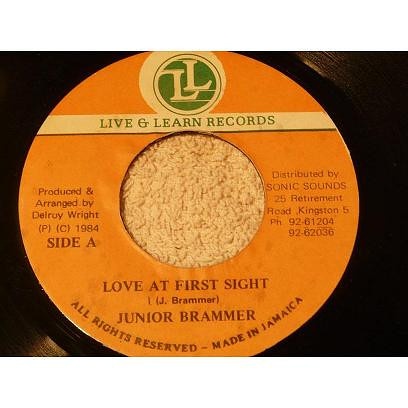 LL
LIVE & LEARN RECORDS
Produced &
Arranged by
Delroy Wright
(P) (C) 1984
SIDE A
Distributed by
SONIC SOUNDS
25 Retirement
Road ,Kingston 5
Ph 92-61204
92-62036
LOVE AT FIRST SIGHT
(J. Brammer)
JUNIOR BRAMMER
ALL RIGHTS RESERVED - MADE IN JAMAICA